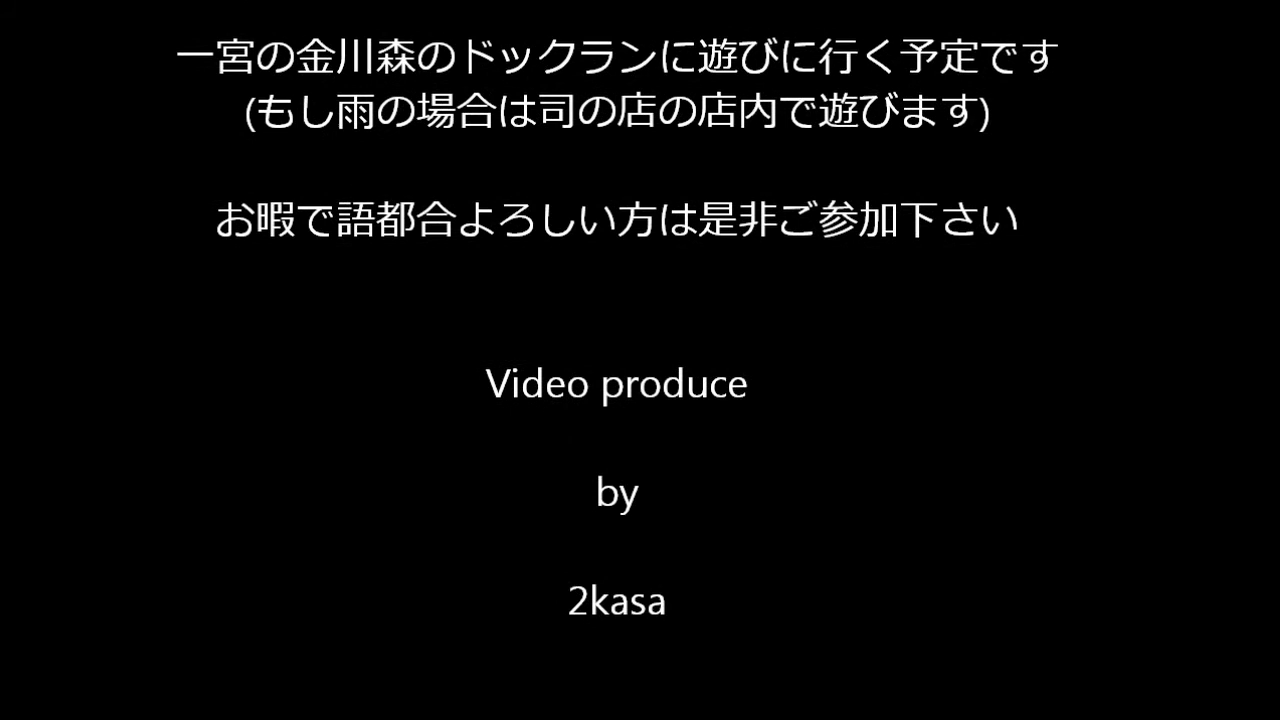 一宮の金川森のドックランに遊びに行く予定です
(もし雨の場合は司の店の店内で遊びます)
お暇で語都合よろしい方は是非ご参加下さい
Video produce
by
2kasa